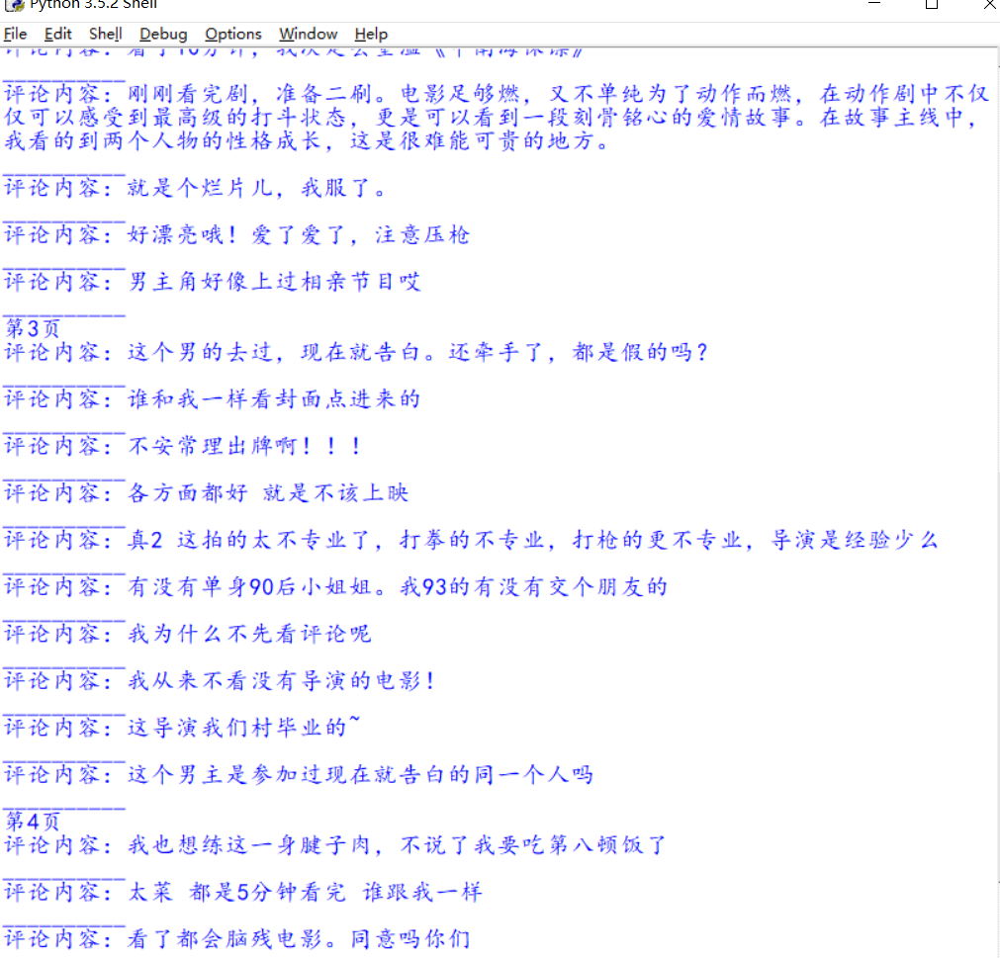 Python 3.5.2 Shell
File Edit Shell Debug Options Window Help
评论内容：看了10分钟，我决定去重温《中南海保镖》
__________
评论内容：刚刚看完剧，准备二刷。电影足够燃，又不单纯为了动作而燃，在动作剧中不仅
仅可以感受到最高级的打斗状态，更是可以看到一段刻骨铭心的爱情故事。在故事主线中，
我看的到两个人物的性格成长，这是很难能可贵的地方。
__________
评论内容：就是个烂片儿，我服了。
__________
评论内容：好漂亮哦！爱了爱了，注意压枪
__________
评论内容：男主角好像上过相亲节目哎
__________
第3页
评论内容：这个男的去过，现在就告白。还牵手了，都是假的吗？
__________
评论内容：谁和我一样看封面点进来的
__________
评论内容：不安常理出牌啊！！！
__________
评论内容：各方面都好 就是不该上映
__________
评论内容：真2 这拍的太不专业了，打拳的不专业，打枪的更不专业，导演是经验少么
__________
评论内容：有没有单身90后小姐姐。我93的有没有交个朋友的
__________
评论内容：我为什么不先看评论呢
__________
评论内容：我从来不看没有导演的电影！
__________
评论内容：这导演我们村毕业的~
__________
评论内容：这个男主是参加过现在就告白的同一个人吗
__________
第4页
评论内容：我也想练这一身腱子肉，不说了我要吃第八顿饭了
__________
评论内容：太菜 都是5分钟看完 谁跟我一样
__________
评论内容：看了都会脑残电影。同意吗你们